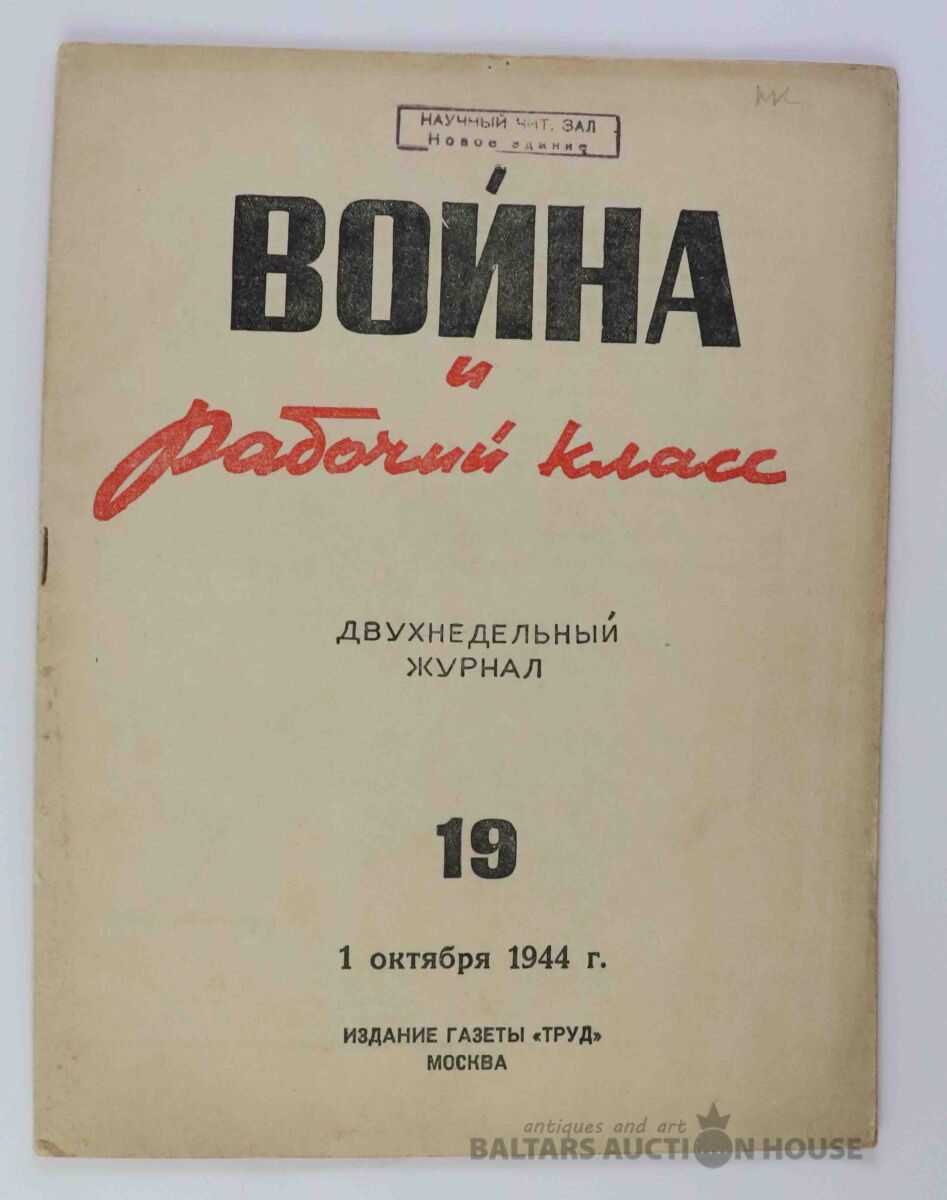 НАУЧНЫЙ ЧИТ. ЗАЛ
Новое здание
ВОЙНА
и
Рабочий класс
ДВУХНЕДЕЛЬНЫЙ
ЖУРНАЛ
19
1 октября 1944 г.
ИЗДАНИЕ ГАЗЕТЫ «ТРУД»
МОСКВА
antiques and art
BALTARS AUCTION HOUSE